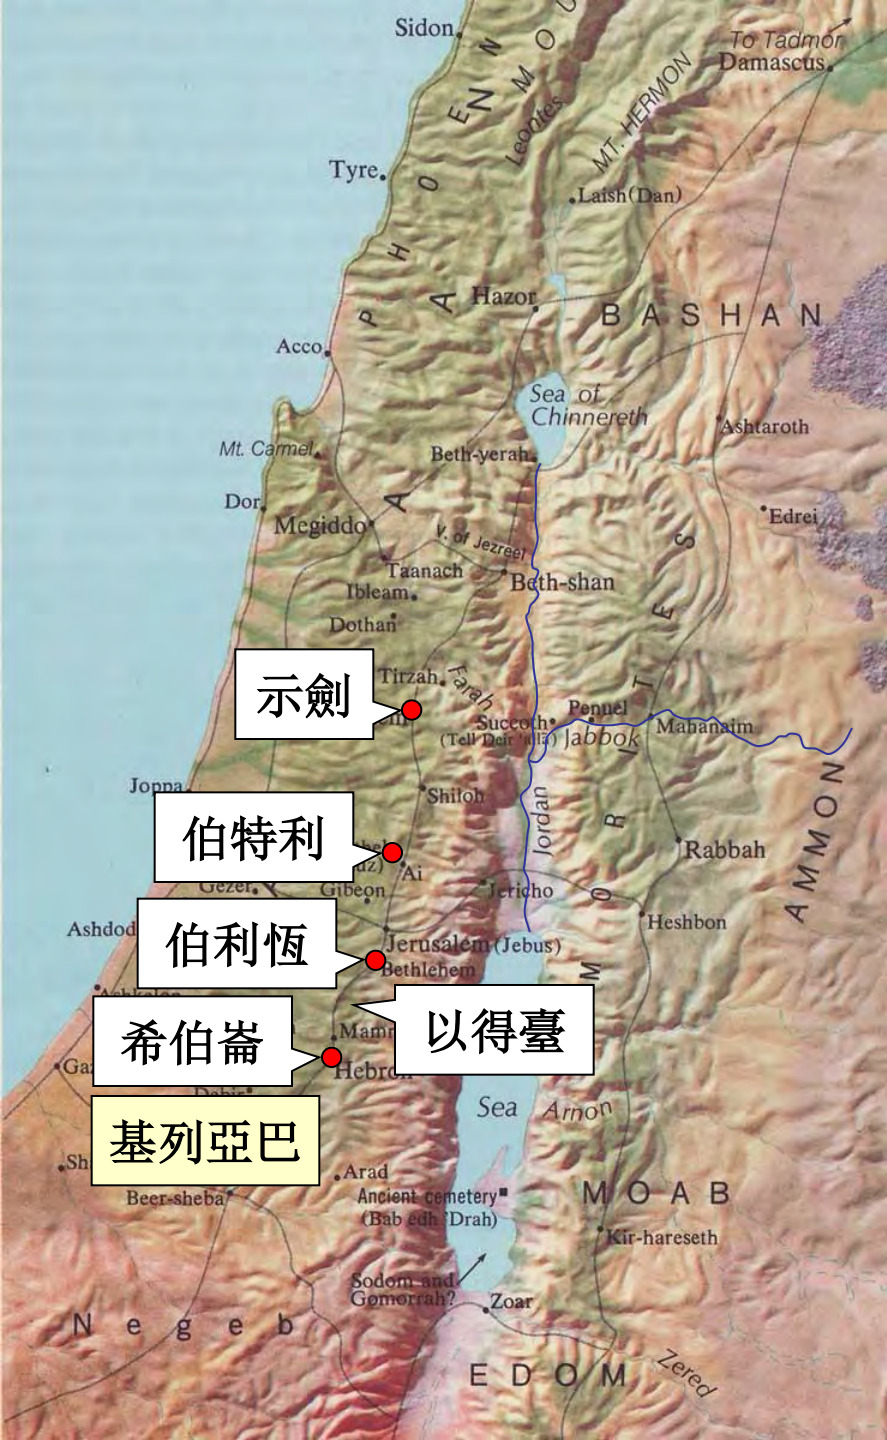 Sidon
To Tadmor
Damascus
MT. HERMON
Leontes
Tyre
Laish(Dan)
Hazor
BASHAN
Acco
Sea of
Chinnereth
Ashtaroth
Mt. Carmel
Beth-yerah
Dor
Megiddo
Edrei
V. of Jezreel
Taanach
Beth-shan
Ibleam
Dothan
Tirzah
Farah
示劍
Penuel
Succoth
(Tell Deir 'alla)
Jabbok
Mahanaim
AMORITES
AMMON
Joppa
Shiloh
Jordan
伯特利
Ai
Rabbah
Gezer
Gibeon
Jericho
Heshbon
Ashdod
Jerusalem (Jebus)
伯利恆
Bethlehem
Ashkelon
以得臺
希伯崙
Hebron
Debir
Sea
Arnon
基列亞巴
Arad
Beer-sheba
Ancient cemetery
(Bab edh 'Drah)
MOAB
Kir-hareseth
Sodom and
Gomorrah?
Zoar
Negeb
EDOM
Zered